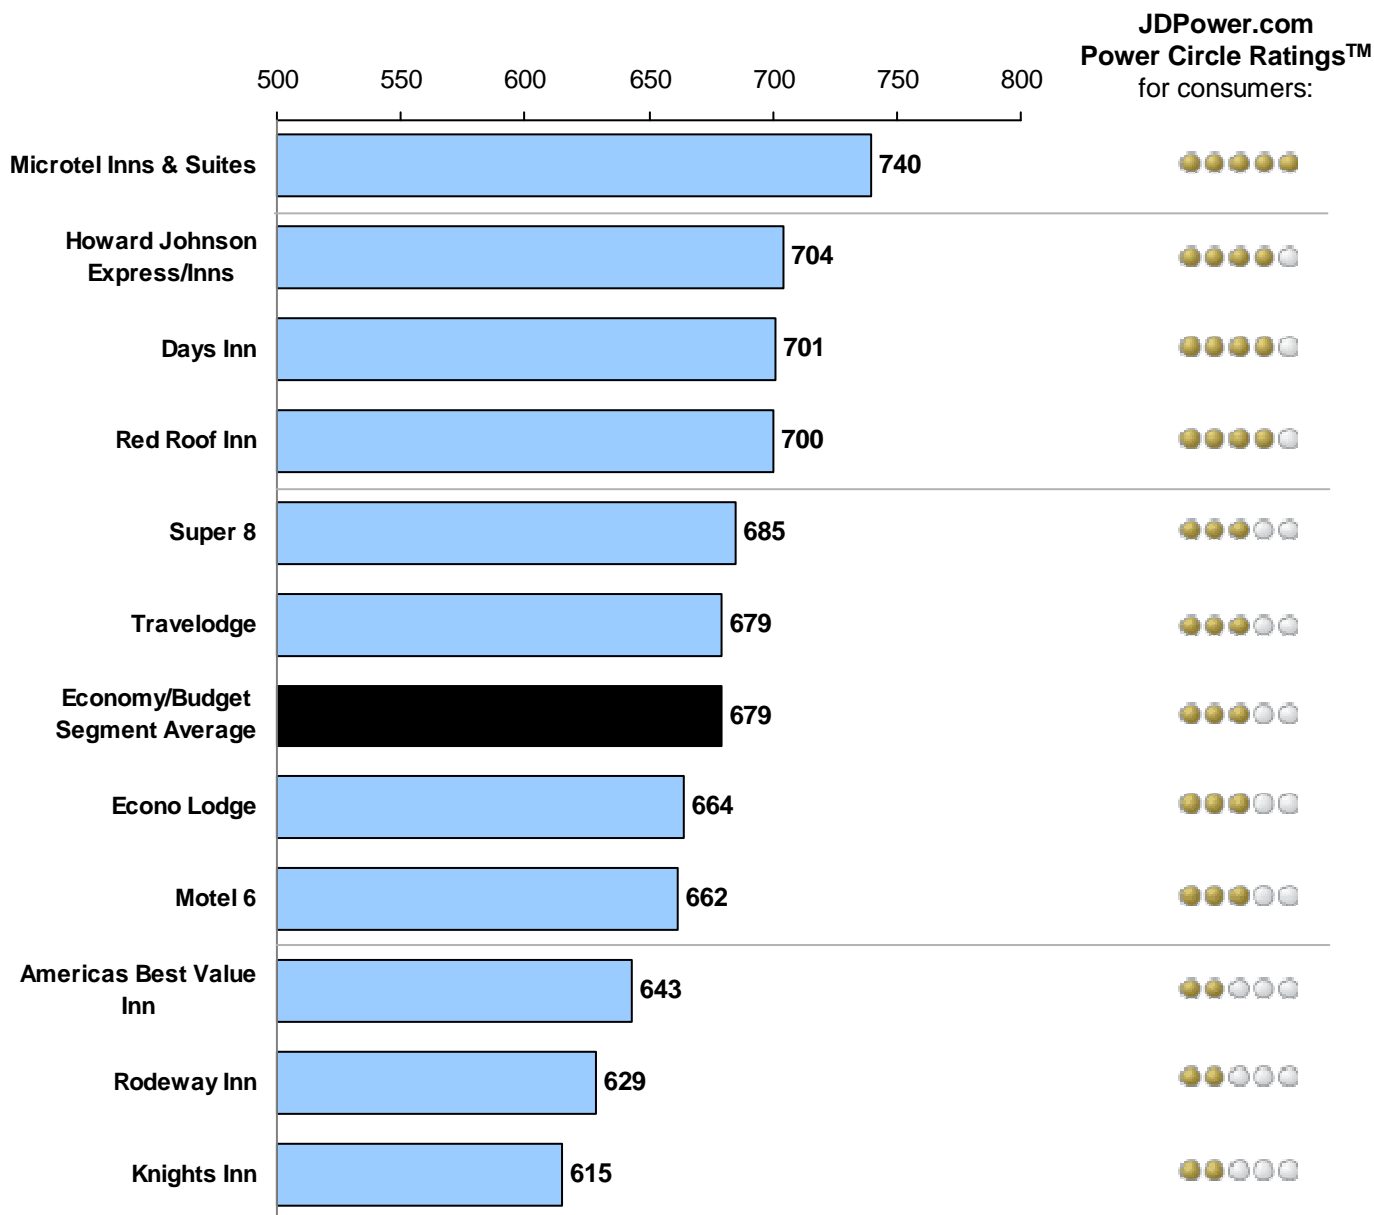 JDPower.com
Power Circle Ratings™
for consumers:
500 550 600 650 700 750 800
Microtel Inns & Suites 740
Howard Johnson
Express/Inns
704
Days Inn 701
Red Roof Inn 700
Super 8 685
Travelodge 679
Economy/Budget
Segment Average
679
Econo Lodge 664
Motel 6 662
Americas Best Value
Inn
643
Rodeway Inn 629
Knights Inn 615